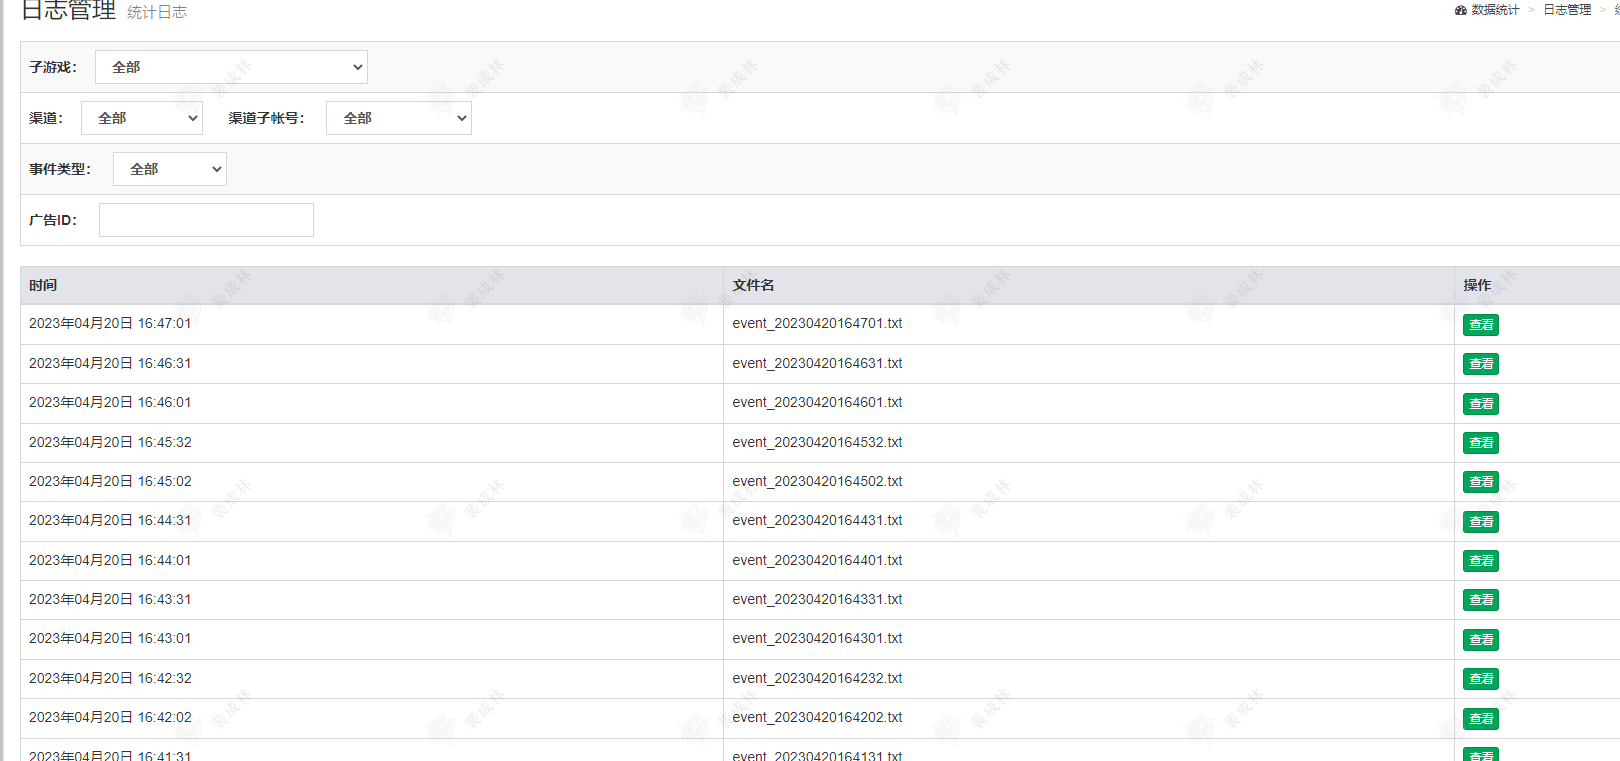 日志管理 统计日志
数据统计 > 日志管理 >
子游戏： 全部
渠道： 全部 渠道子帐号： 全部
事件类型： 全部
广告ID：
时间 文件名 操作
2023年04月20日 16:47:01 event_20230420164701.txt 查看
2023年04月20日 16:46:31 event_20230420164631.txt 查看
2023年04月20日 16:46:01 event_20230420164601.txt 查看
2023年04月20日 16:45:32 event_20230420164532.txt 查看
2023年04月20日 16:45:02 event_20230420164502.txt 查看
2023年04月20日 16:44:31 event_20230420164431.txt 查看
2023年04月20日 16:44:01 event_20230420164401.txt 查看
2023年04月20日 16:43:31 event_20230420164331.txt 查看
2023年04月20日 16:43:01 event_20230420164301.txt 查看
2023年04月20日 16:42:32 event_20230420164232.txt 查看
2023年04月20日 16:42:02 event_20230420164202.txt 查看
2023年04月20日 16:41:31 event_20230420164131.txt 查看